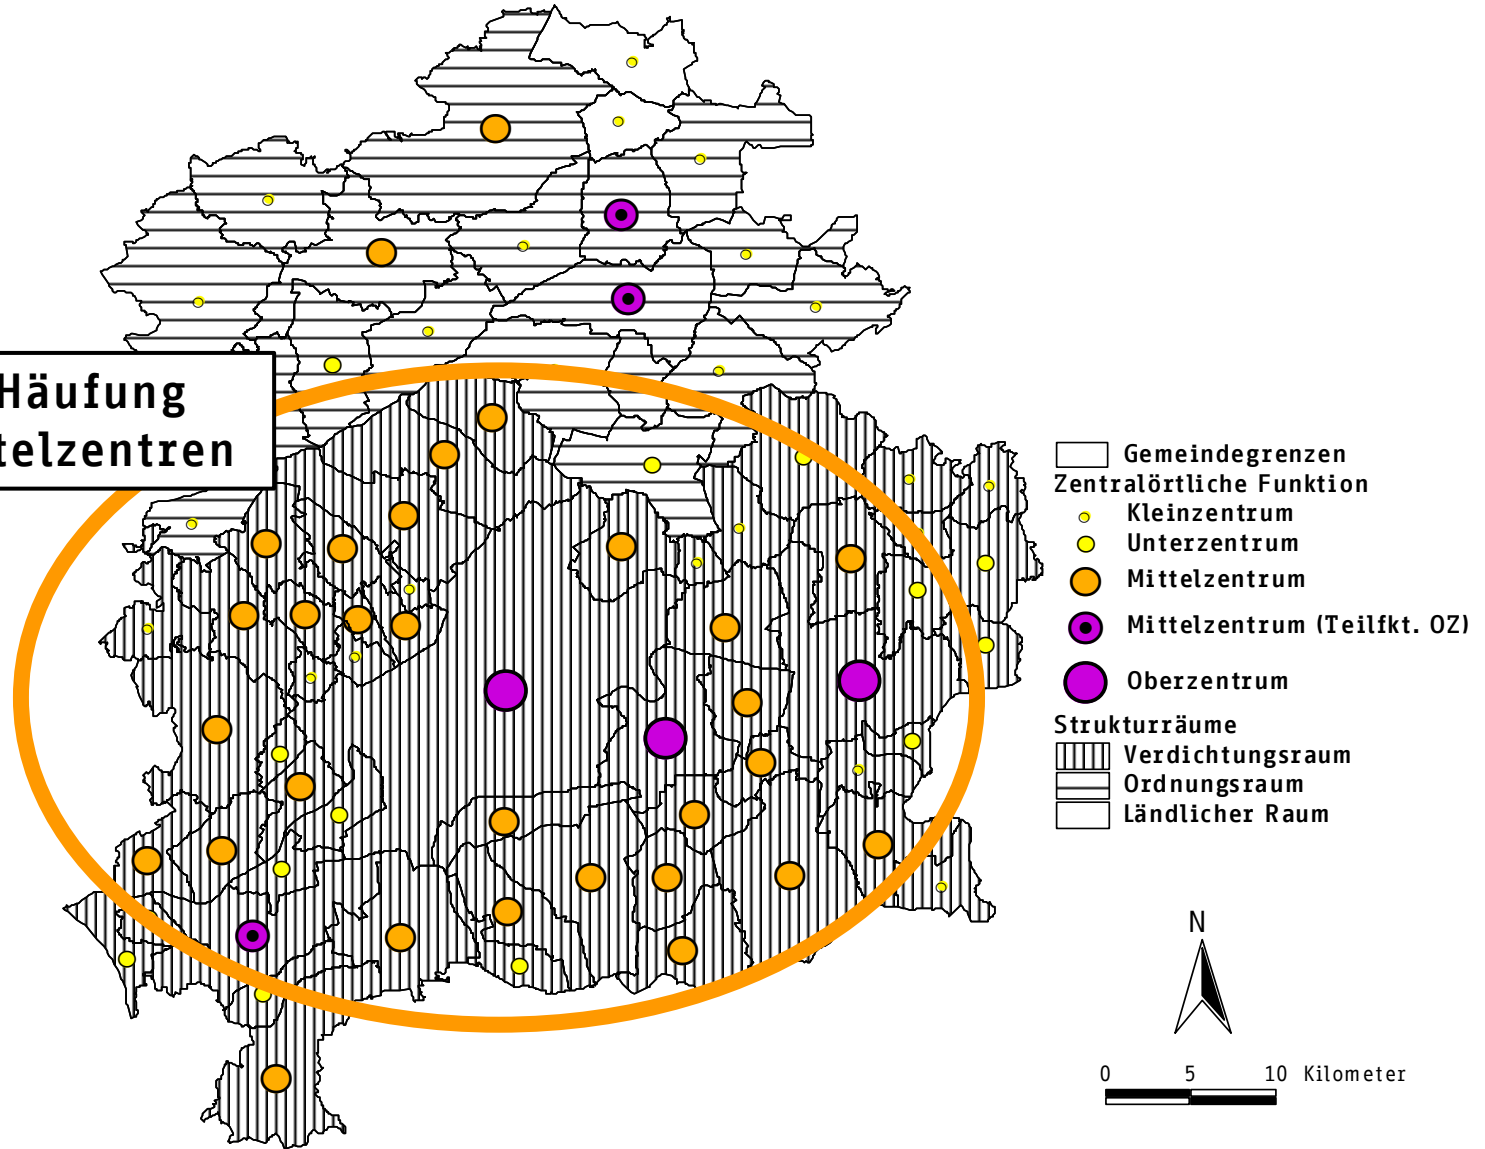 Häufung
telzentren
Gemeindegrenzen
Zentralörtliche Funktion
Kleinzentrum
Unterzentrum
Mittelzentrum
Mittelzentrum (Teilfkt. OZ)
Oberzentrum
Strukturräume
Verdichtungsraum
Ordnungsraum
Ländlicher Raum
N
0 5 10 Kilometer